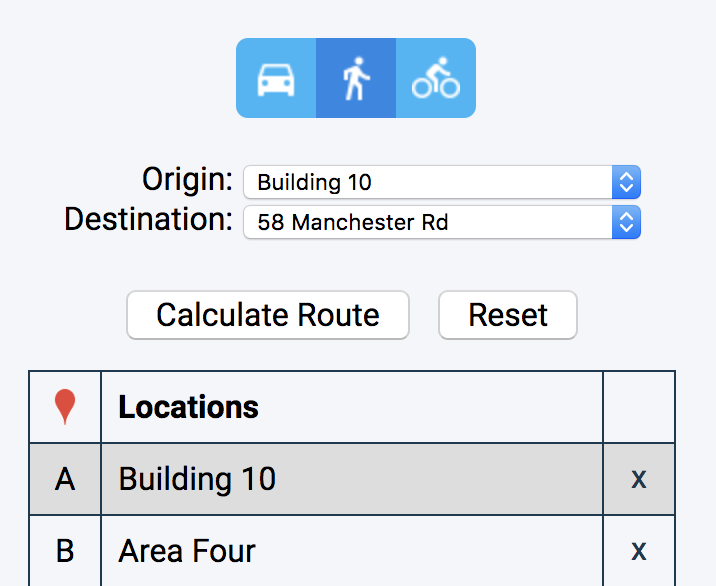 Origin: Building 10
Destination: 58 Manchester Rd
Calculate Route Reset
Locations
A Building 10 x
B Area Four x